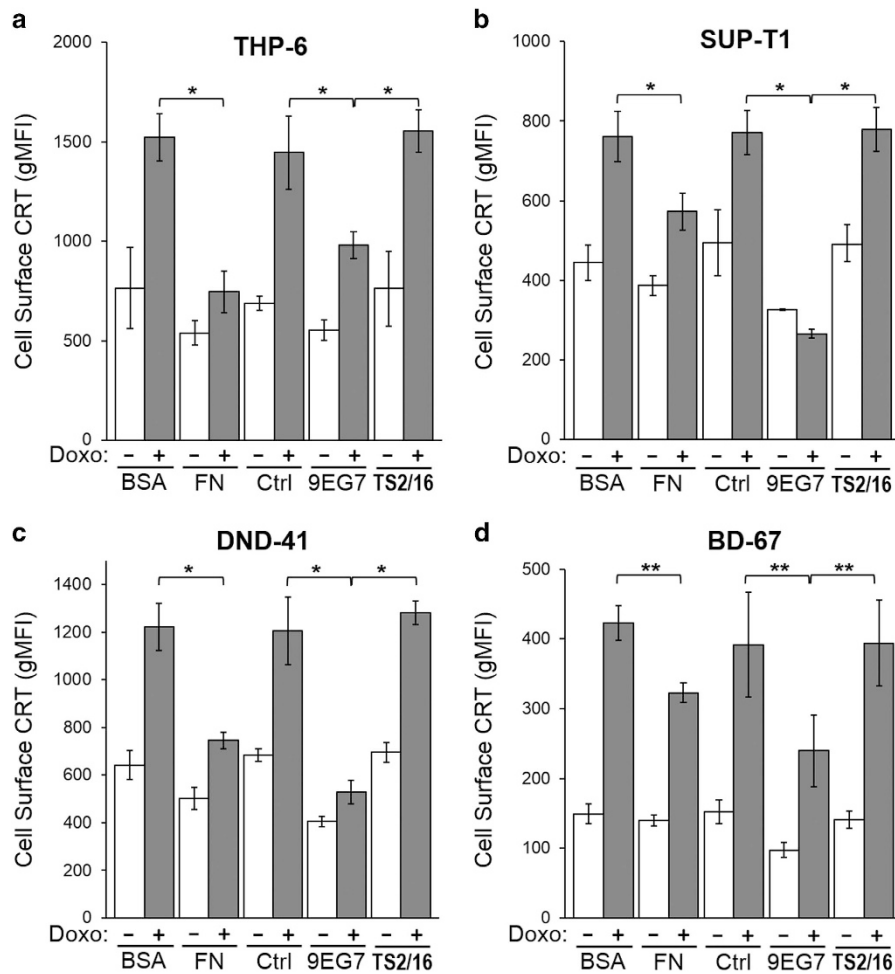 a
THP-6
Cell Surface CRT (gMFI)
2000
1500
1000
500
0
* * *
Doxo: – + – + – + – + – +
BSA FN Ctrl 9EG7 TS2/16
b
SUP-T1
Cell Surface CRT (gMFI)
1000
800
600
400
200
0
* * *
Doxo: – + – + – + – + – +
BSA FN Ctrl 9EG7 TS2/16
c
DND-41
Cell Surface CRT (gMFI)
1400
1200
1000
800
600
400
200
0
* * *
Doxo: – + – + – + – + – +
BSA FN Ctrl 9EG7 TS2/16
d
BD-67
Cell Surface CRT (gMFI)
500
400
300
200
150
100
0
** ** **
Doxo: – + – + – + – + – +
BSA FN Ctrl 9EG7 TS2/16